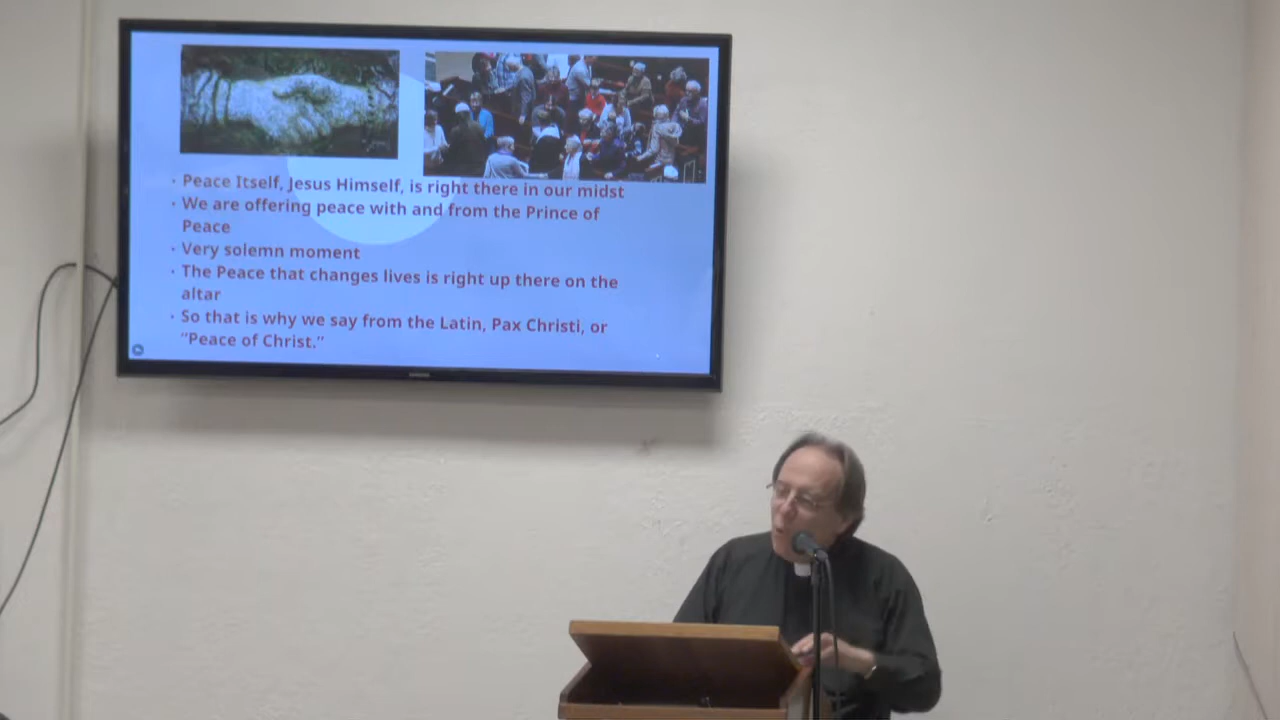 · Peace Itself, Jesus Himself, is right there in our midst
· We are offering peace with and from the Prince of
Peace
· Very solemn moment
· The Peace that changes lives is right up there on the
altar
· So that is why we say from the Latin, Pax Christi, or
“Peace of Christ.”